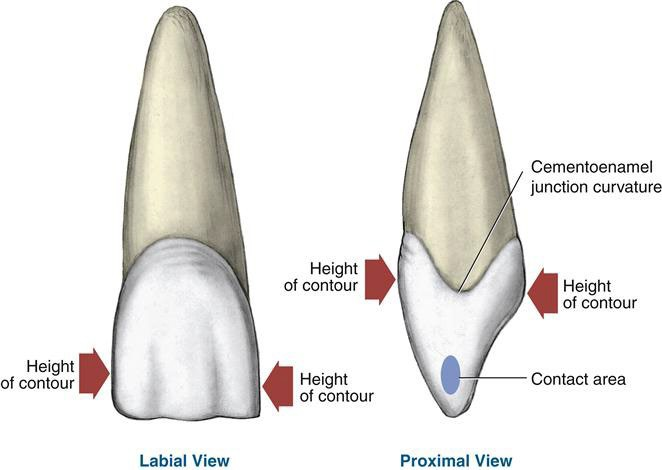 Cementoenamel
junction curvature
Height
of contour
Height
of contour
Height
of contour
Height
of contour
Contact area
Labial View
Proximal View